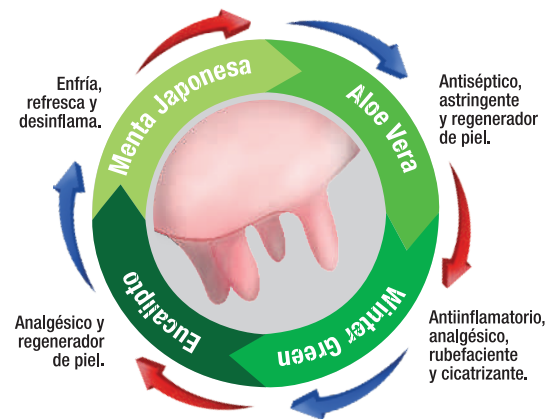 Menta Japonesa
Enfría,
refresca y
desinflama.
Aloe Vera
Antiséptico,
astringente
y regenerador
de piel.
Winter Green
Antiinflamatorio,
analgésico,
rubefaciente
y cicatrizante.
Eucalipto
Analgésico y
regenerador
de piel.